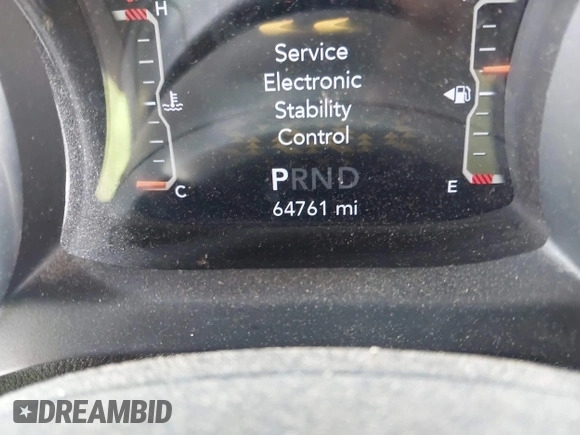 H
Service
Electronic
Stability
Control
C
E
PRND
64761 mi
DREAMBID